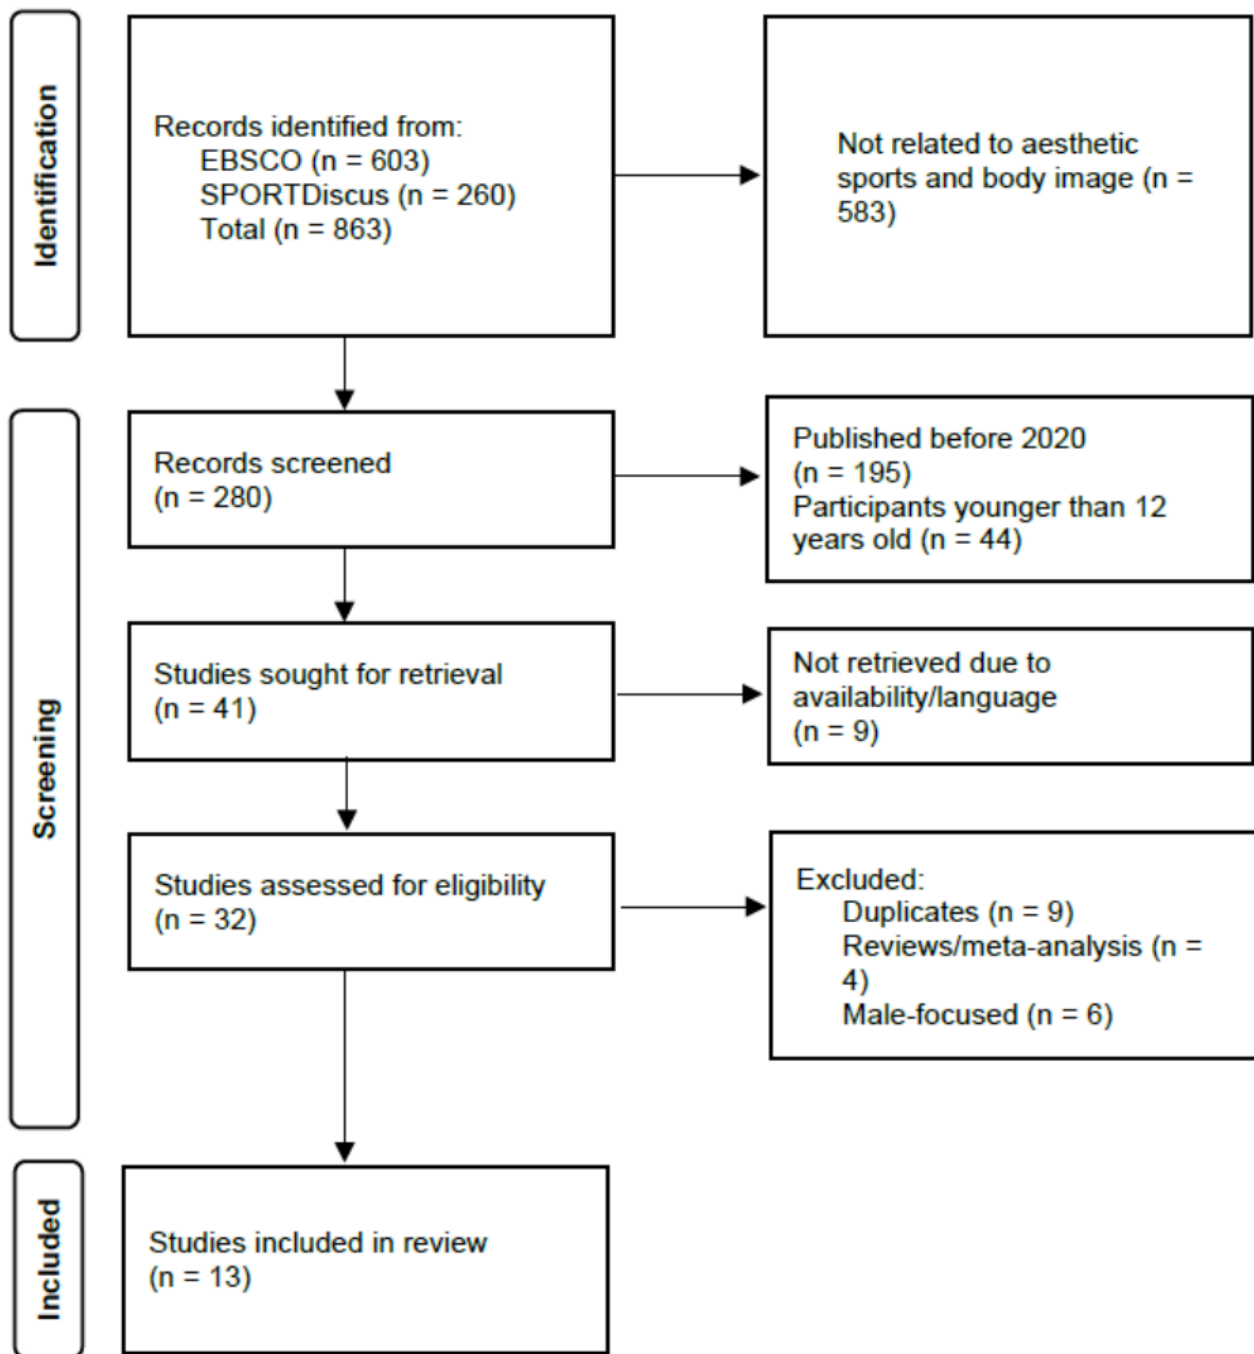 Identification
Records identified from:
EBSCO (n = 603)
SPORTDiscus (n = 260)
Total (n = 863)
Not related to aesthetic
sports and body image (n =
583)
Screening
Records screened
(n = 280)
Published before 2020
(n = 195)
Participants younger than 12
years old (n = 44)
Studies sought for retrieval
(n = 41)
Not retrieved due to
availability/language
(n = 9)
Studies assessed for eligibility
(n = 32)
Excluded:
Duplicates (n = 9)
Reviews/meta-analysis (n =
4)
Male-focused (n = 6)
Included
Studies included in review
(n = 13)